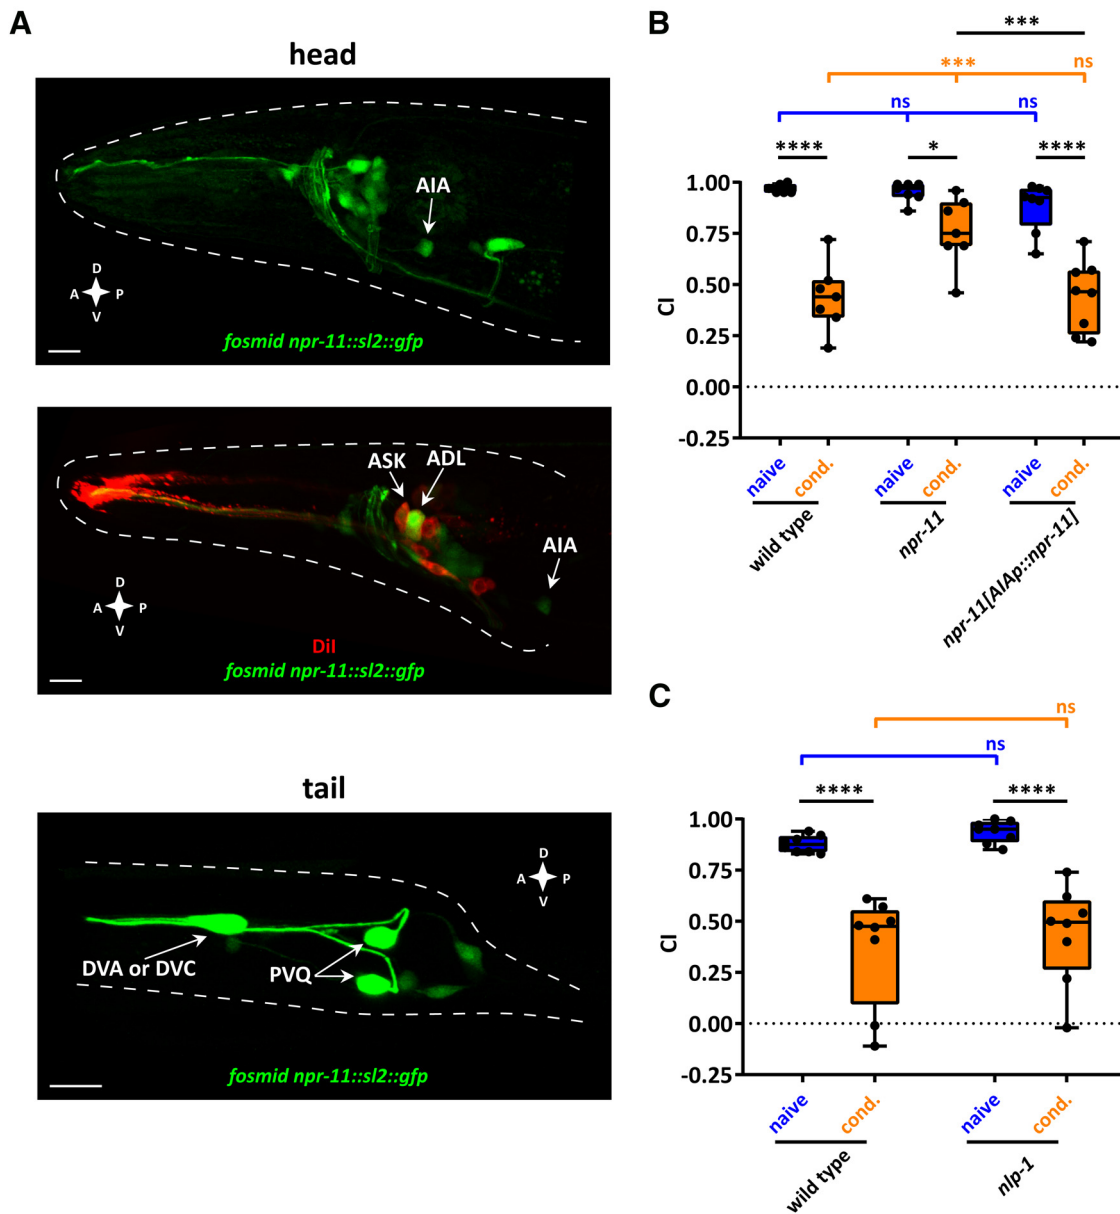 A
head
AIA
D
A P
V
fosmid npr-11::sl2::gfp
ASK ADL
AIA
D
A P
V
DiI
fosmid npr-11::sl2::gfp
tail
D
A P
V
DVA or DVC
PVQ
fosmid npr-11::sl2::gfp
B
***
*** ns
ns ns
**** * ****
1.00
0.75
0.50
0.25
0.00
-0.25
CI
naive cond. naive cond. naive cond.
wild type npr-11 npr-11[AIAp::npr-11]
C
ns
ns
**** ****
1.00
0.75
0.50
0.25
0.00
-0.25
CI
naive cond. naive cond.
wild type nlp-1